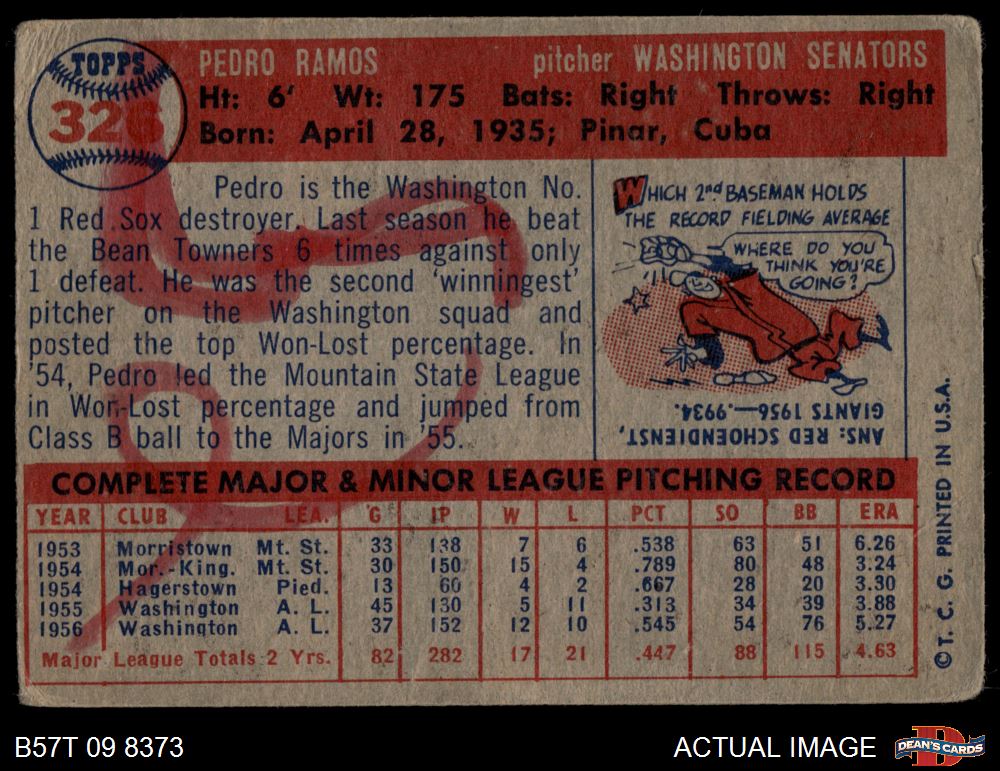 TOPPS
326
PEDRO RAMOS pitcher WASHINGTON SENATORS
Ht: 6' Wt: 175 Bats: Right Throws: Right
Born: April 28, 1935; Pinar, Cuba
Pedro is the Washington No.
1 Red Sox destroyer. Last season he beat
the Bean Towners 6 times against only
1 defeat. He was the second 'winningest'
pitcher on the Washington squad and
posted the top Won-Lost percentage. In
'54, Pedro led the Mountain State League
in Won-Lost percentage and jumped from
Class B ball to the Majors in '55.
WHICH 2nd BASEMAN HOLDS
THE RECORD FIELDING AVERAGE
WHERE DO YOU
THINK YOU'RE
GOING?
ANS: RED SCHOENDIENST,
GIANTS 1956—.9934.
COMPLETE MAJOR & MINOR LEAGUE PITCHING RECORD
YEAR CLUB LEA. G IP W L PCT SO BB ERA
1953 Morristown Mt. St. 33 138 7 6 .538 63 51 6.26
1954 Mor.-King. Mt. St. 30 150 15 4 .789 80 48 3.24
1954 Hagerstown Pied. 13 60 4 2 .667 28 20 3.30
1955 Washington A. L. 45 130 5 11 .313 34 39 3.88
1956 Washington A. L. 37 152 12 10 .545 54 76 5.27
Major League Totals 2 Yrs. 82 282 17 21 .447 88 115 4.63
© T. C. G. PRINTED IN U.S.A.
B57T 09 8373
ACTUAL IMAGE
DEAN'S CARDS